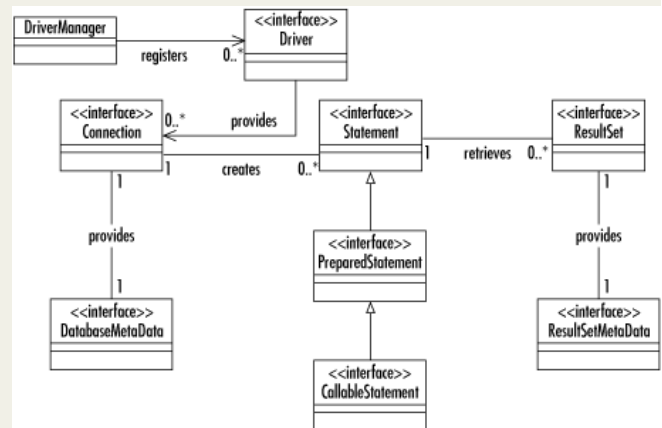 DriverManager
registers
0..*
<<interface>>
Driver
<<interface>>
Connection
0..*
provides
<<interface>>
Statement
<<interface>>
ResultSet
1
creates
0..*
1
retrieves
0..*
1
provides
1
<<interface>>
DatabaseMetaData
<<interface>>
PreparedStatement
1
provides
1
<<interface>>
ResultSetMetaData
<<interface>>
CallableStatement